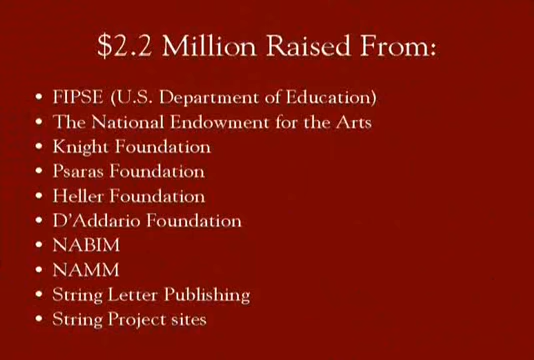 $2.2 Million Raised From:
• FIPSE (U.S. Department of Education)
• The National Endowment for the Arts
• Knight Foundation
• Psaras Foundation
• Heller Foundation
• D'Addario Foundation
• NABIM
• NAMM
• String Letter Publishing
• String Project sites